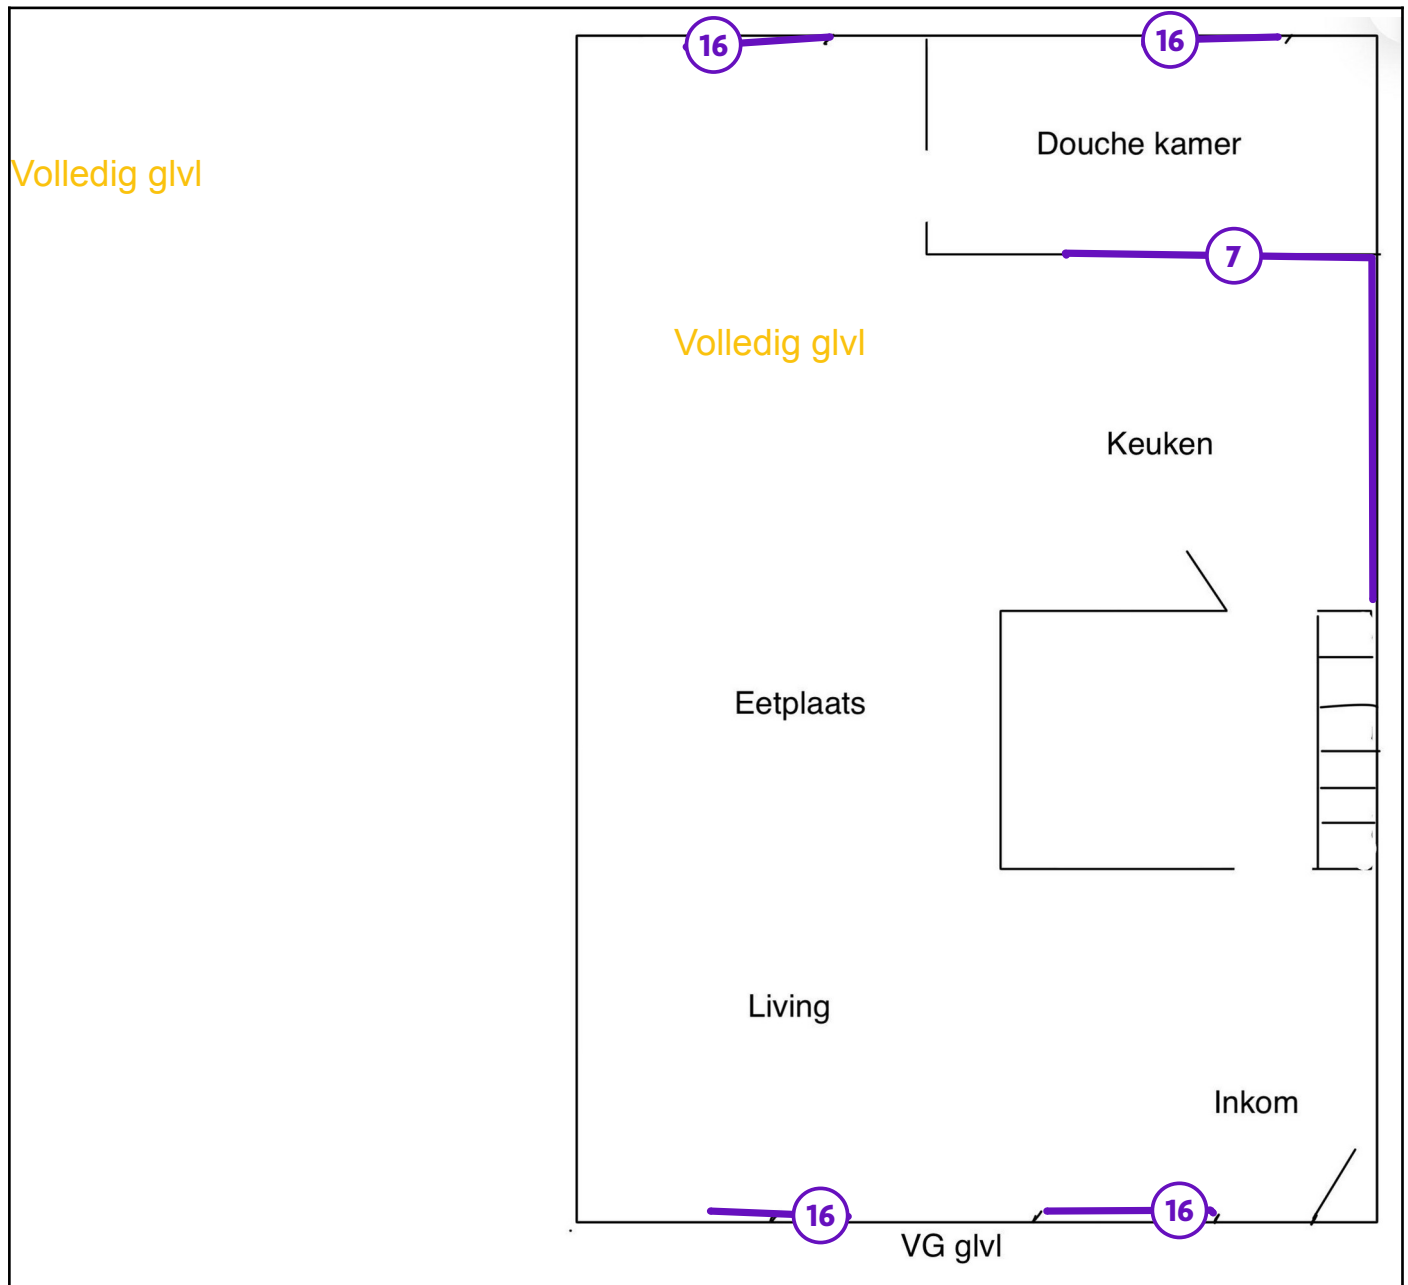 16
16
Douche kamer
Volledig glvl
7
Volledig glvl
Keuken
Eetplaats
Living
Inkom
16
16
VG glvl